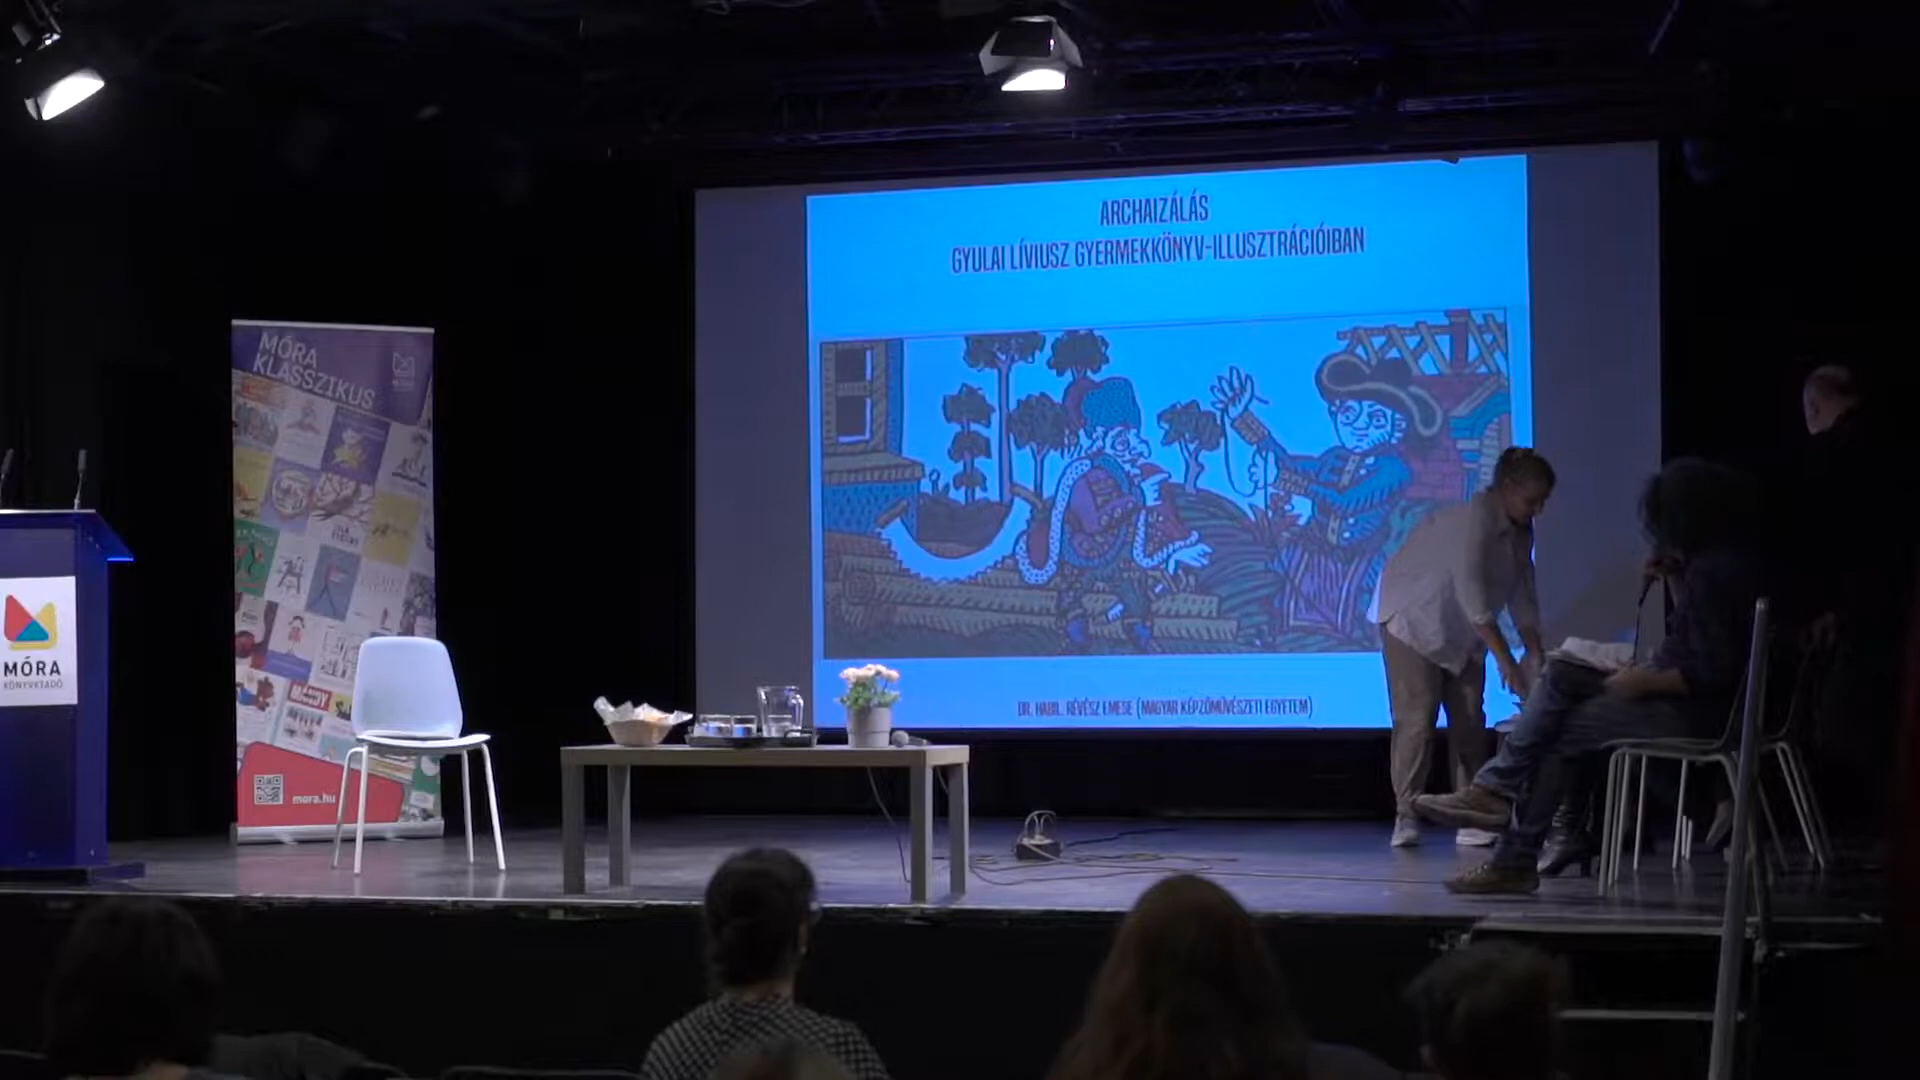 ARCHAIZÁLÁS
GYULAI LÍVIUSZ GYERMEKKÖNYV-ILLUSZTRÁCIÓIBAN
DR. HABIL. RÉVÉSZ EMESE (MAGYAR KÉPZŐMŰVÉSZETI EGYETEM)
MÓRA
KLASSZIKUS
mora.hu
MÓRA
KÖNYVKIADÓ